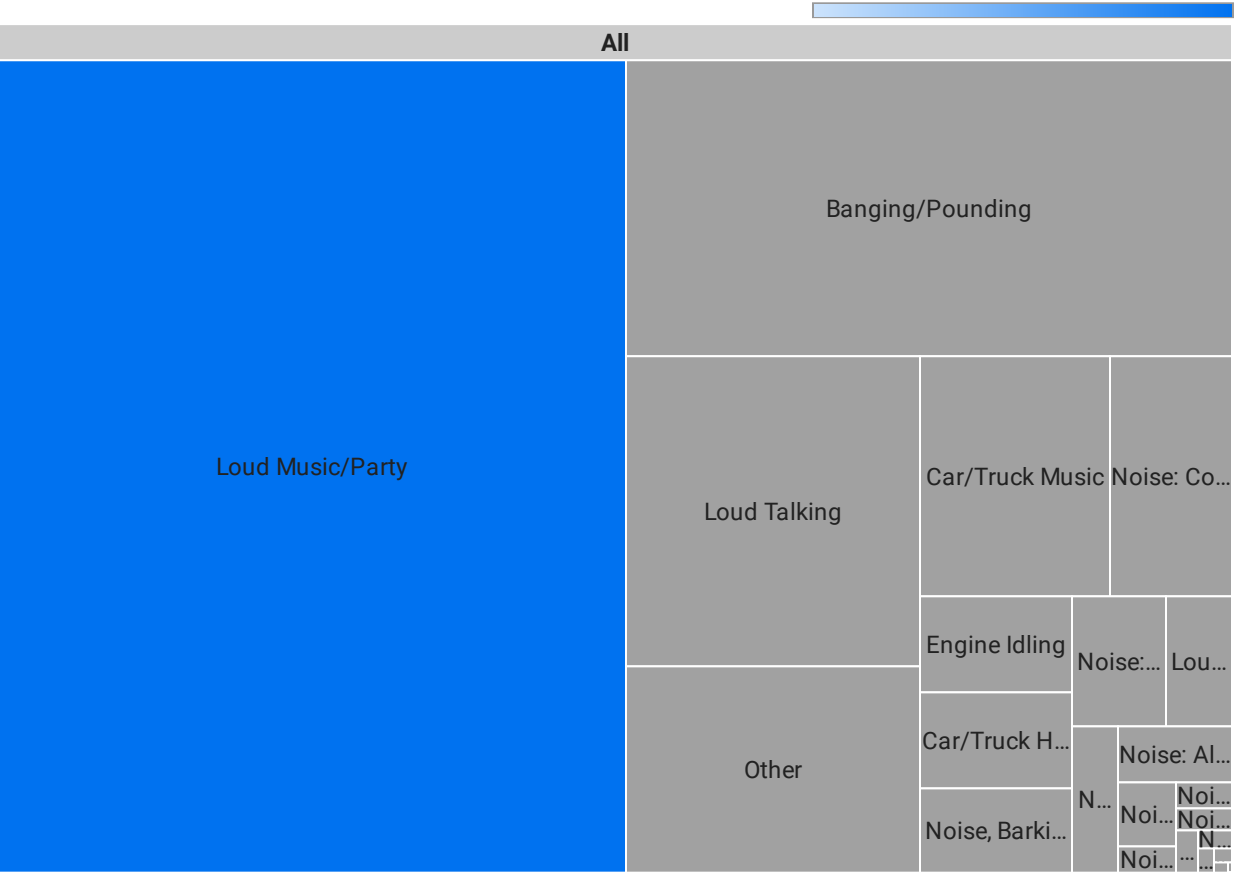 All
Banging/Pounding
Loud Music/Party
Loud Talking
Car/Truck Music
Noise: Co...
Engine Idling
Noise:...
Lou...
Car/Truck H...
Noise: Al...
Other
N...
Noi...
Noi...
Noi...
N...
Noise, Barki...
Noi...
...
...